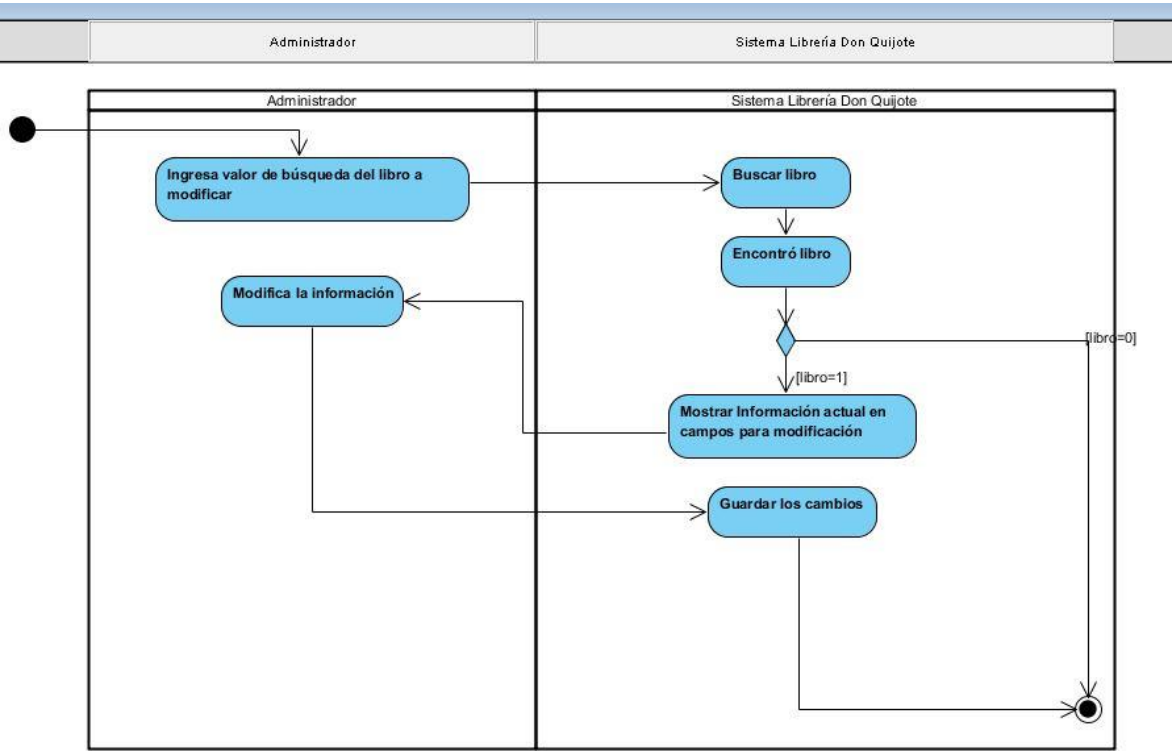 Administrador
Sistema Librería Don Quijote
Administrador
Sistema Librería Don Quijote
Ingresa valor de búsqueda del libro a
modificar
Buscar libro
Encontró libro
Modifica la información
[libro=0]
[libro=1]
Mostrar Información actual en
campos para modificación
Guardar los cambios